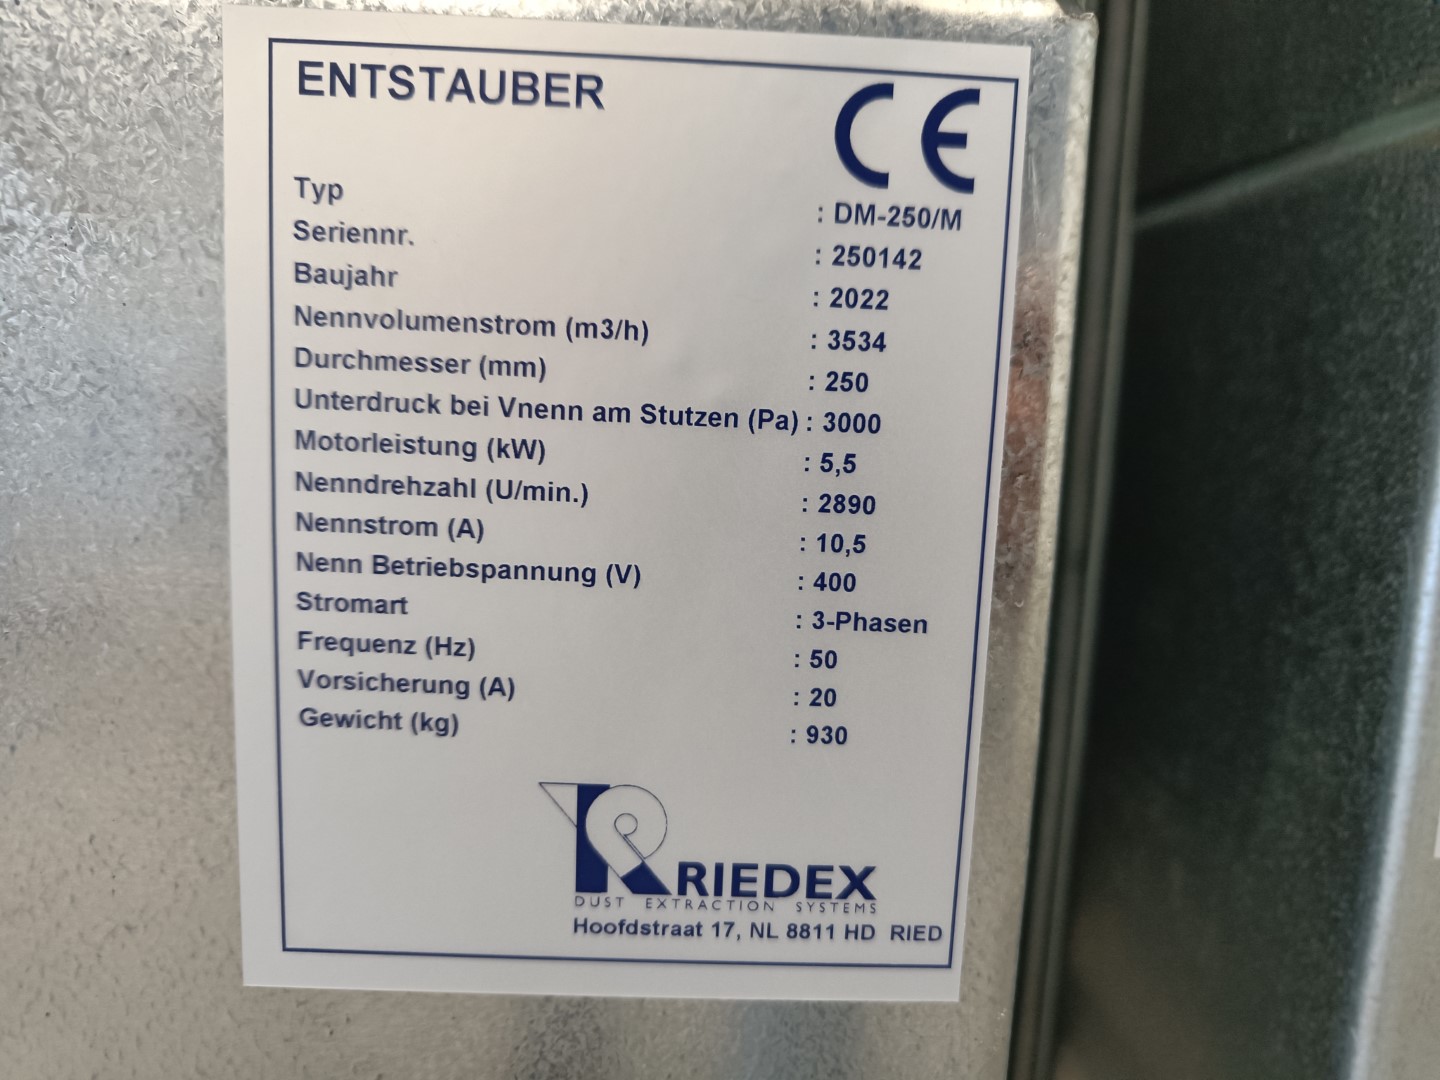 ENTSTAUBER
CE
Typ : DM-250/M
Seriennr. : 250142
Baujahr : 2022
Nennvolumenstrom (m3/h) : 3534
Durchmesser (mm) : 250
Unterdruck bei Vnenn am Stutzen (Pa) : 3000
Motorleistung (kW) : 5,5
Nenndrehzahl (U/min.) : 2890
Nennstrom (A) : 10,5
Nenn Betriebspannung (V) : 400
Stromart : 3-Phasen
Frequenz (Hz) : 50
Vorsicherung (A) : 20
Gewicht (kg) : 930
RIEDEX
DUST EXTRACTION SYSTEMS
Hoofdstraat 17, NL 8811 HD RIED